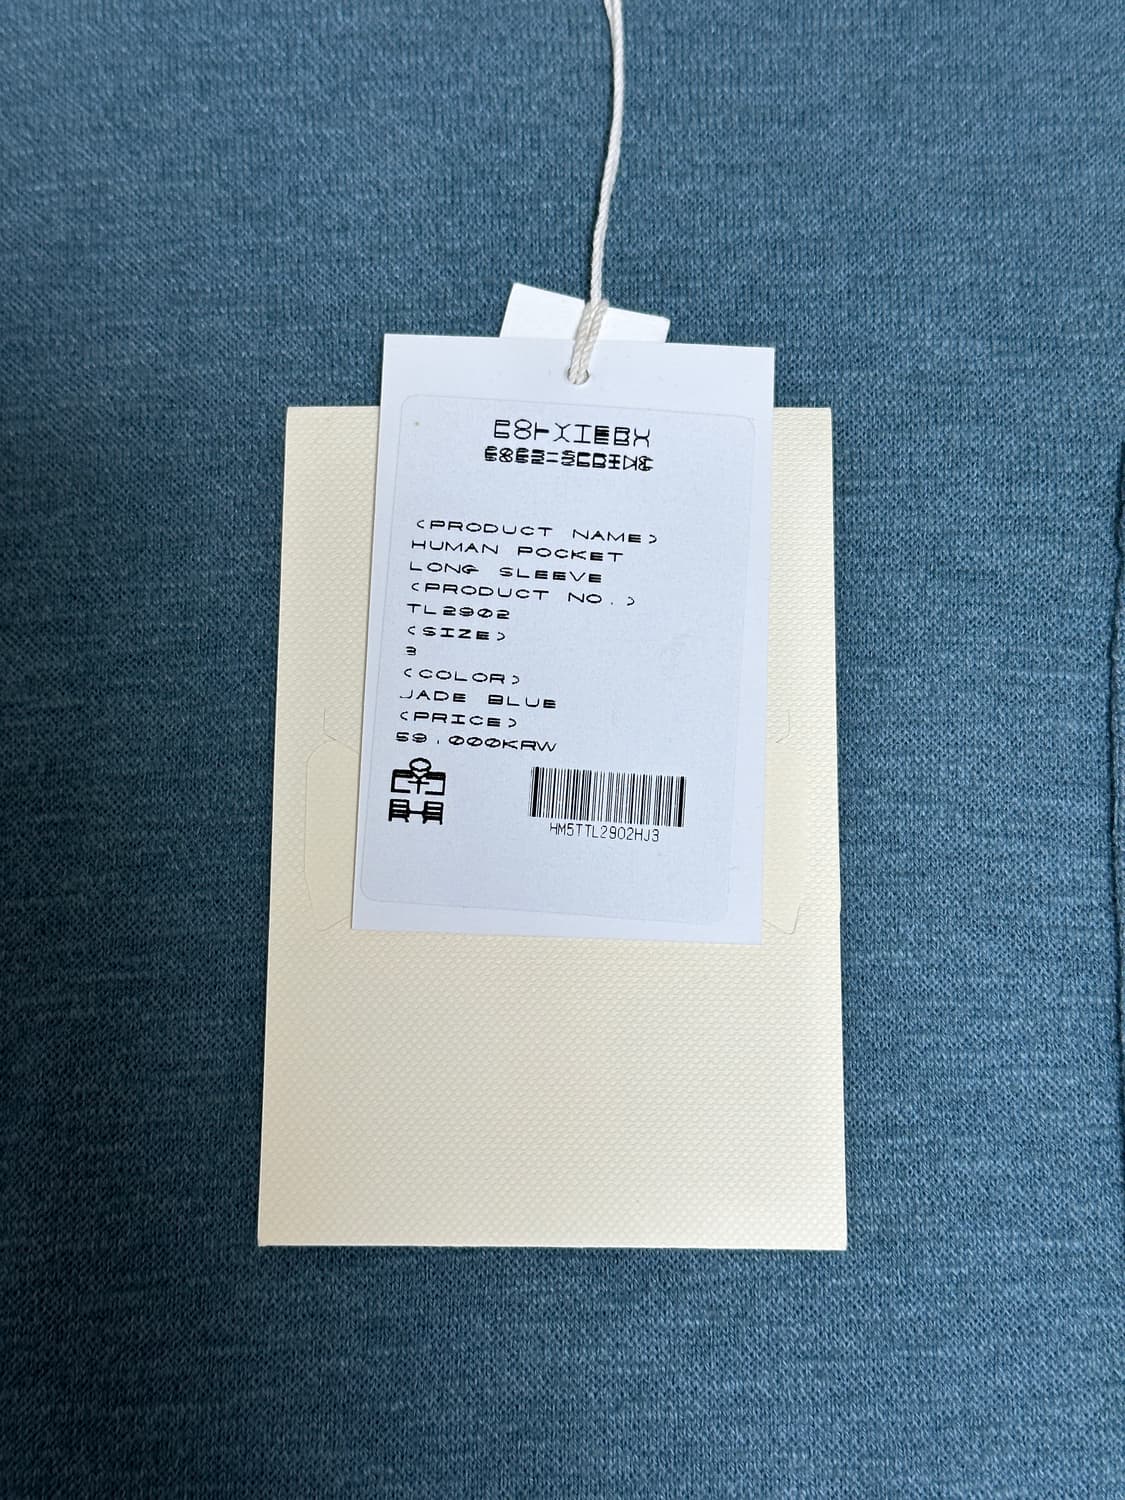 <PRODUCT NAME>
HUMAN POCKET
LONG SLEEVE
<PRODUCT NO.>
TL2902
<SIZE>
3
<COLOR>
JADE BLUE
<PRICE>
59,000KRW
HM5TTL2902HJ3